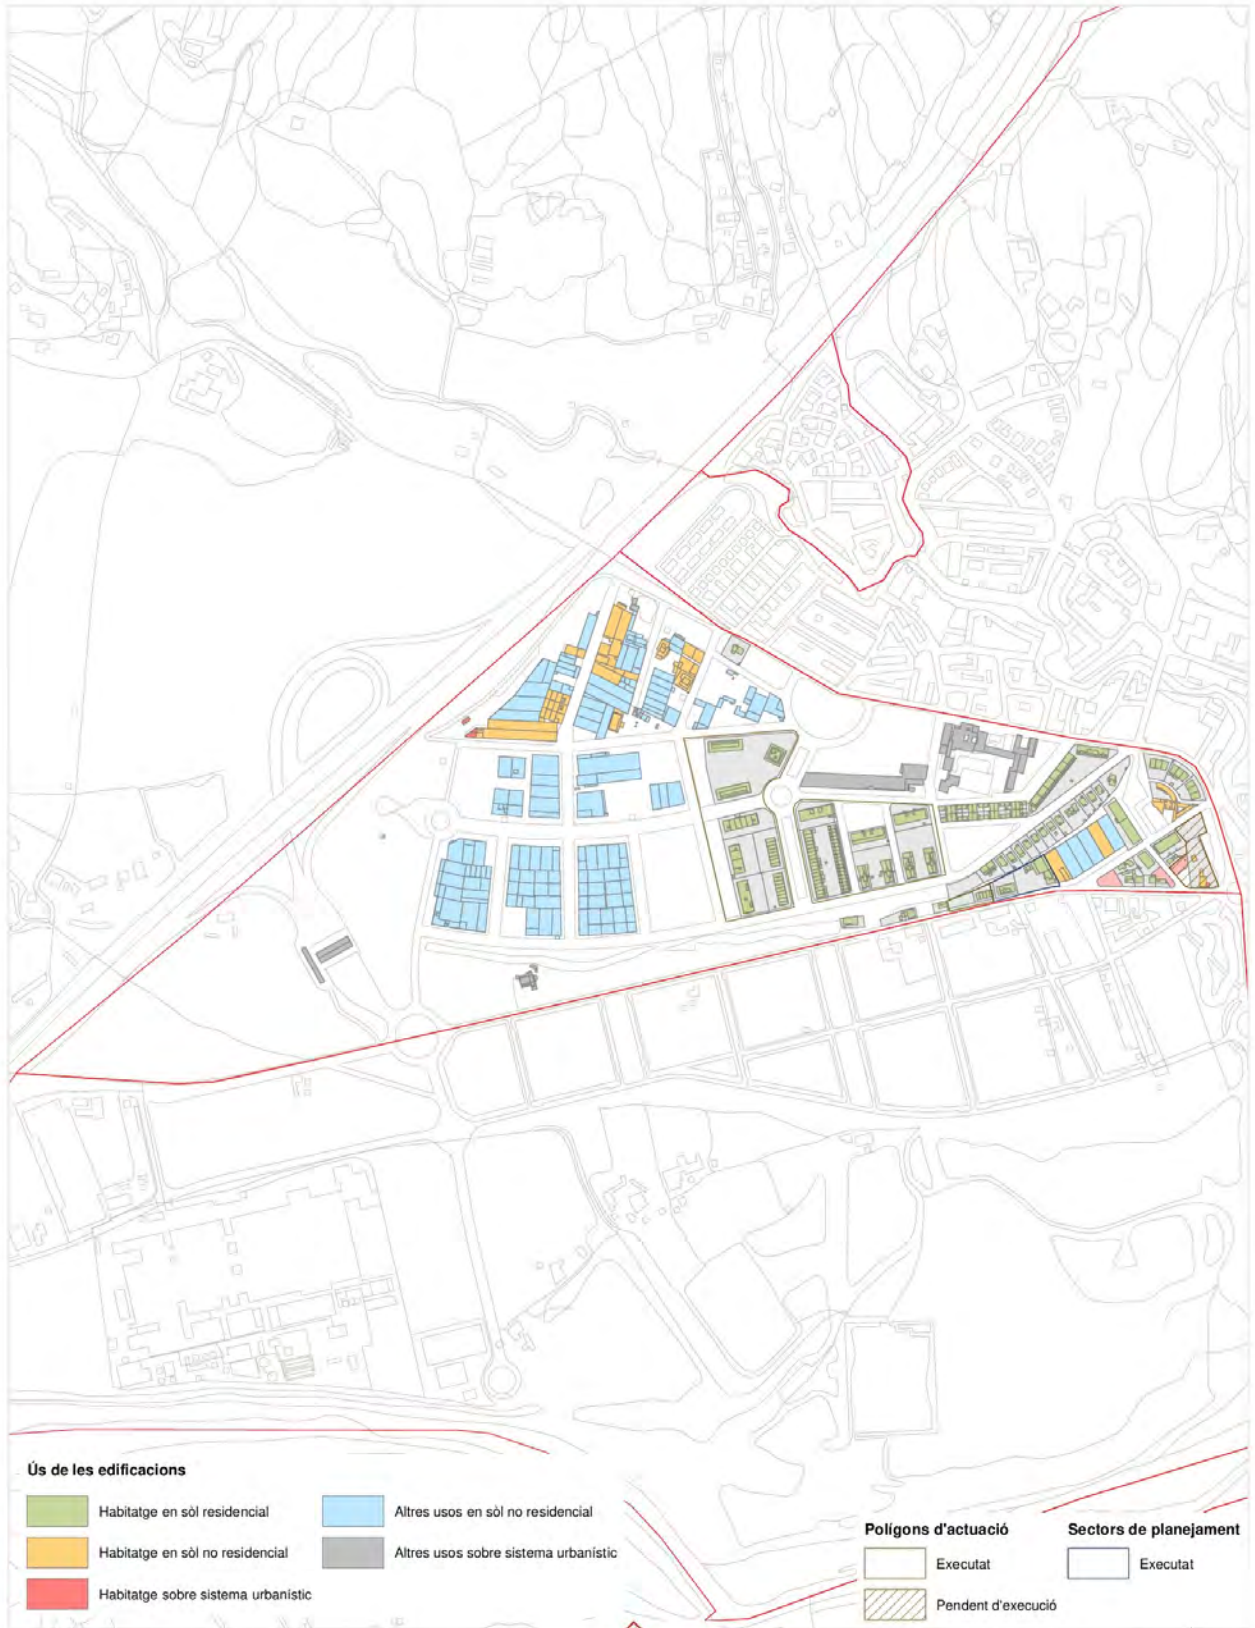 Ús de les edificacions
Habitatge en sòl residencial
Habitatge en sòl no residencial
Habitatge sobre sistema urbanístic
Altres usos en sòl no residencial
Altres usos sobre sistema urbanístic
Polígons d'actuació
Executat
Pendent d'execució
Sectors de planejament
Executat